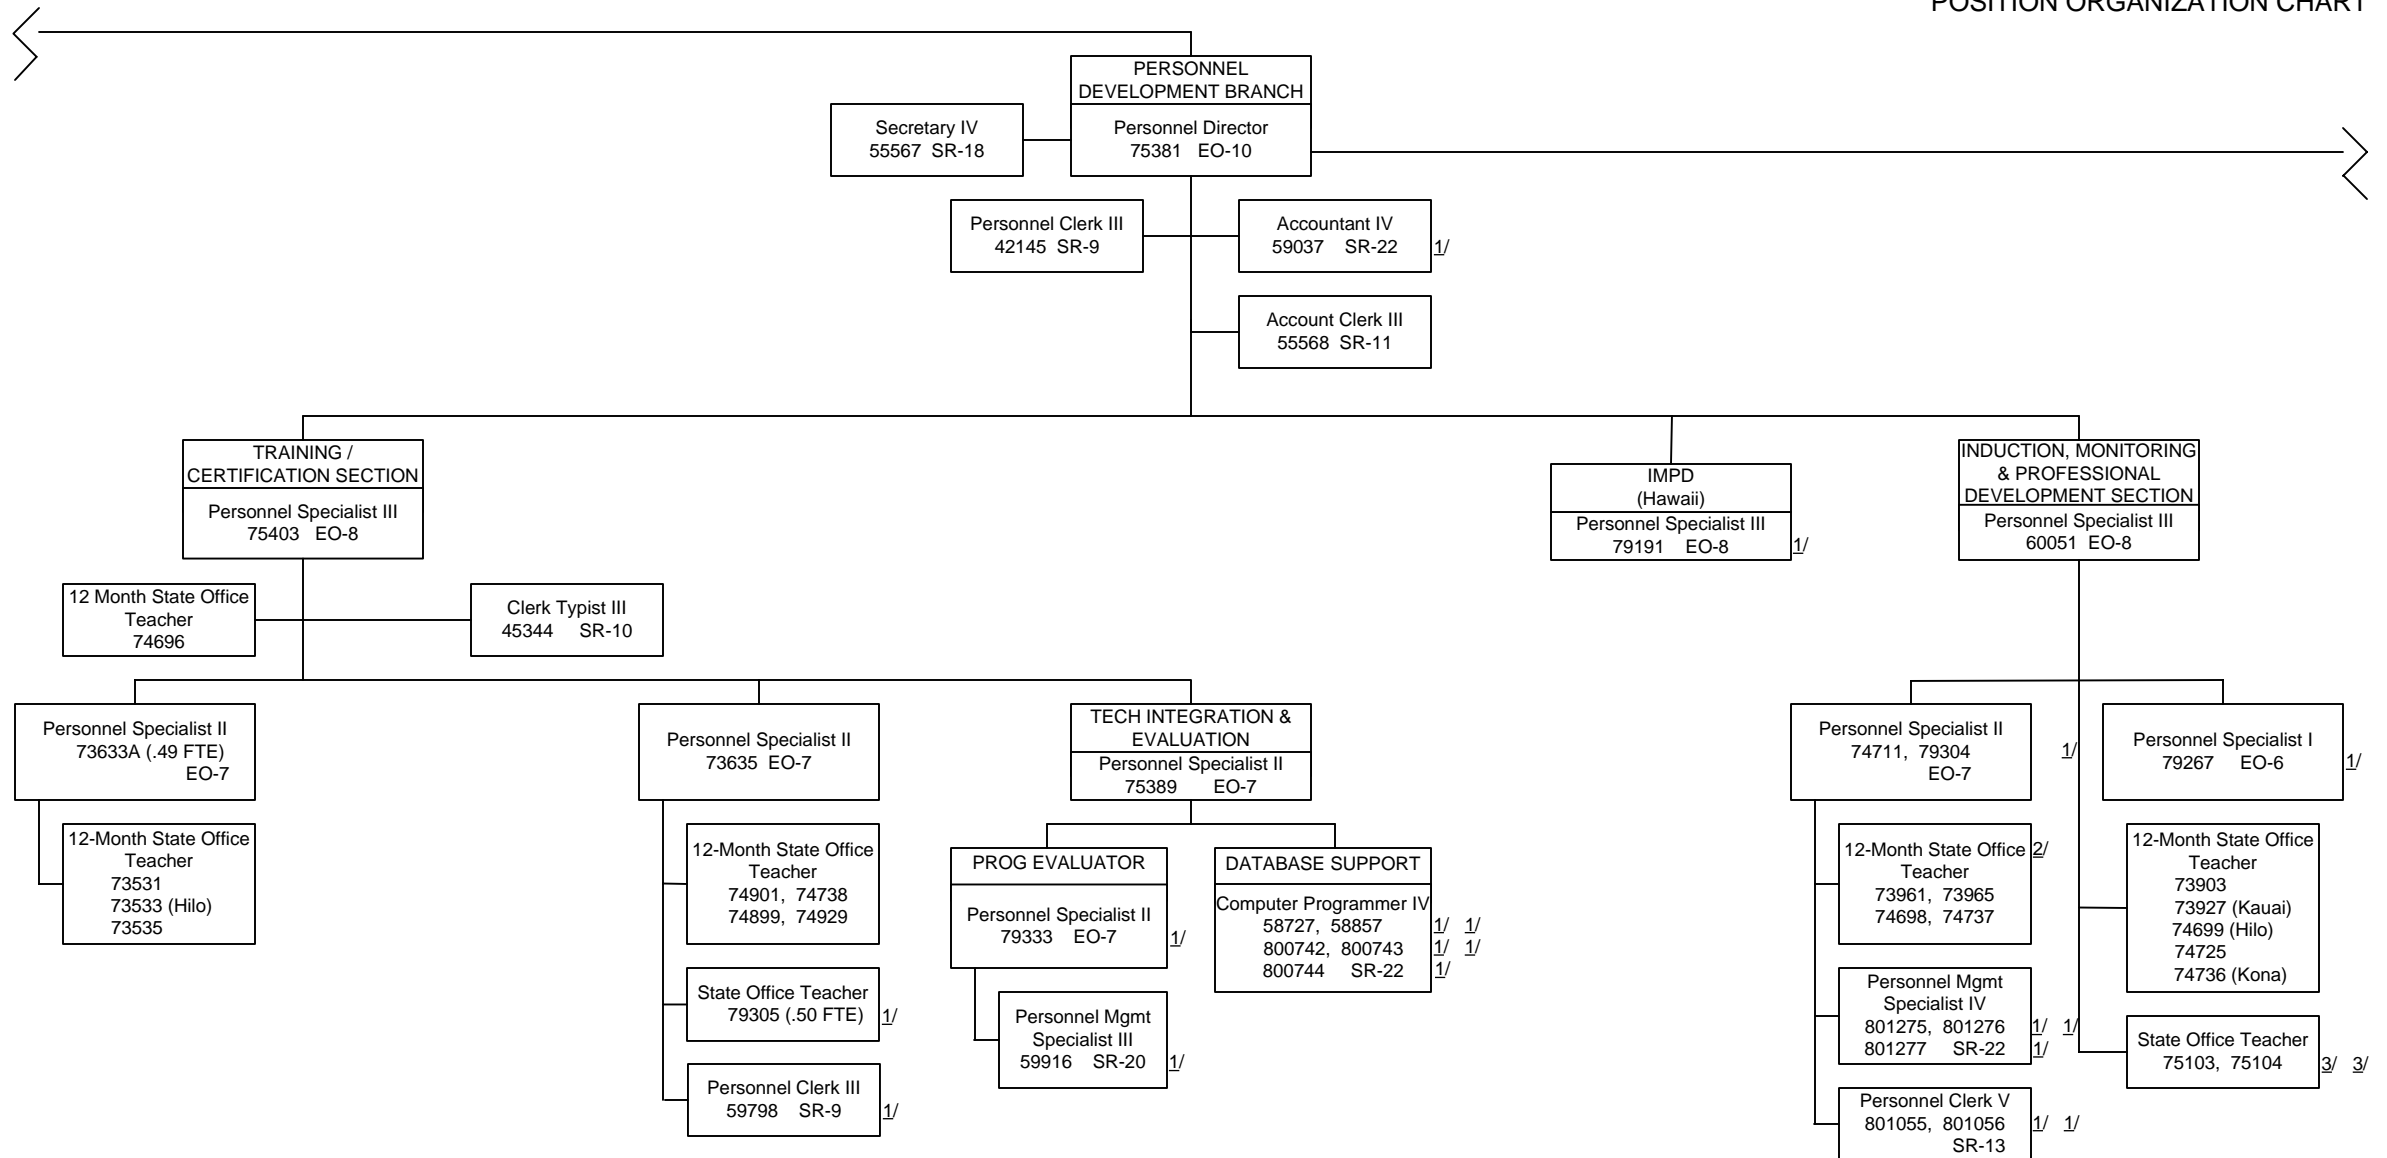 POSITION ORGANIZATION CHART
PERSONNEL
DEVELOPMENT BRANCH
Personnel Director
75381 EO-10
Secretary IV
55567 SR-18
Personnel Clerk III
42145 SR-9
Accountant IV
59037 SR-22 1/
Account Clerk III
55568 SR-11
TRAINING /
CERTIFICATION SECTION
Personnel Specialist III
75403 EO-8
IMPD
(Hawaii)
Personnel Specialist III
79191 EO-8 1/
INDUCTION, MONITORING
& PROFESSIONAL
DEVELOPMENT SECTION
Personnel Specialist III
60051 EO-8
12 Month State Office
Teacher
74696
Clerk Typist III
45344 SR-10
Personnel Specialist II
73633A (.49 FTE)
EO-7
12-Month State Office
Teacher
73531
73533 (Hilo)
73535
Personnel Specialist II
73635 EO-7
12-Month State Office
Teacher
74901, 74738
74899, 74929
State Office Teacher
79305 (.50 FTE) 1/
Personnel Clerk III
59798 SR-9 1/
TECH INTEGRATION &
EVALUATION
Personnel Specialist II
75389 EO-7
PROG EVALUATOR
Personnel Specialist II
79333 EO-7 1/
Personnel Mgmt
Specialist III
59916 SR-20 1/
DATABASE SUPPORT
Computer Programmer IV
58727, 58857 1/ 1/
800742, 800743 1/ 1/
800744 SR-22 1/
Personnel Specialist II
74711, 79304 1/
EO-7
12-Month State Office 2/
Teacher
73961, 73965
74698, 74737
Personnel Mgmt
Specialist IV
801275, 801276 1/ 1/
801277 SR-22 1/
Personnel Clerk V
801055, 801056 1/ 1/
SR-13
Personnel Specialist I
79267 EO-6 1/
12-Month State Office
Teacher
73903
73927 (Kauai)
74699 (Hilo)
74725
74736 (Kona)
State Office Teacher
75103, 75104 3/ 3/